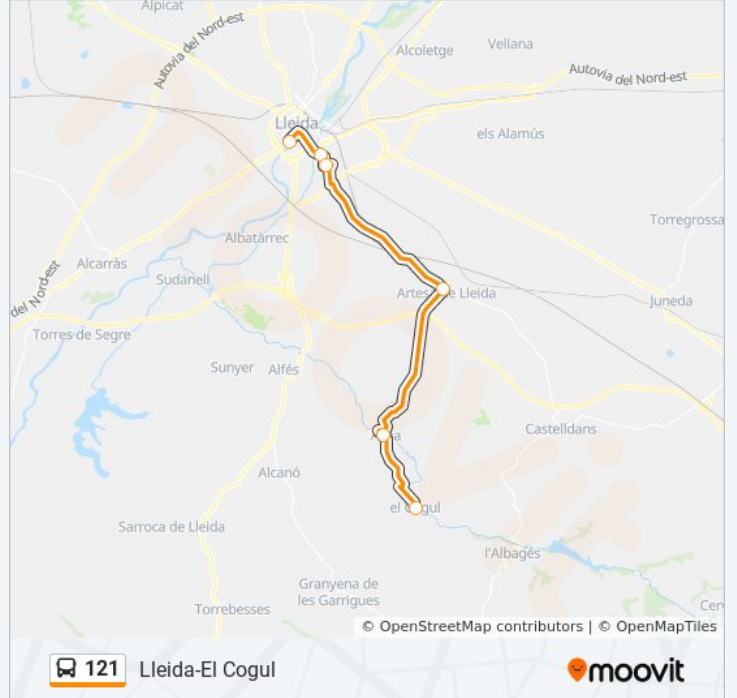 Alpicat
Autovia del Nord-est
Alcoletge
Vellana
Autovia del Nord-est
Lleida
els Alamús
Torregrossa
Albatàrrec
Alcarràs
Sudanell
del Nord-est
de Lleida
Juneda
Torres de Segre
Sunyer
Alfés
Castelldans
Alcanó
el
Sarroca de Lleida
l'Albagés
Granyena de
les Garrigues
Torrebesses
© OpenStreetMap contributors | © OpenMapTiles
121
Lleida-El Cogul
moovit